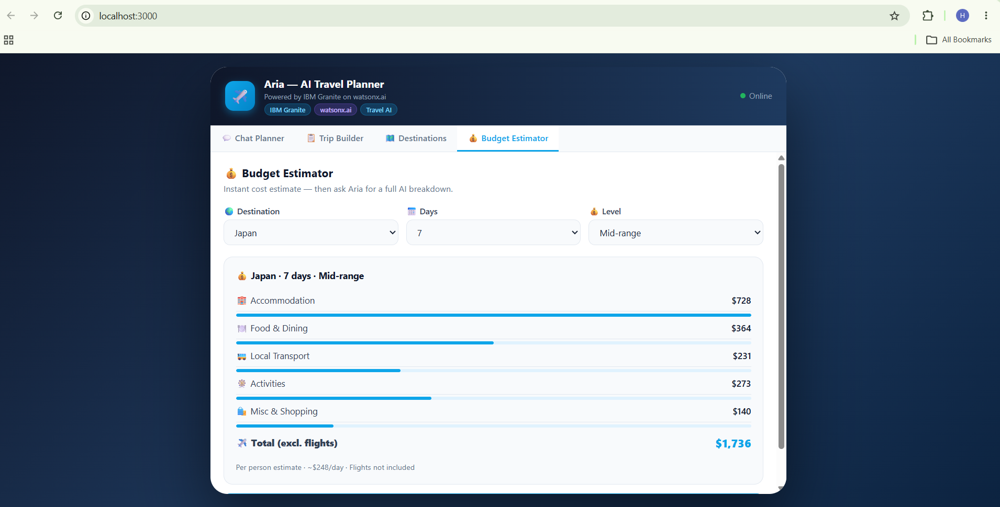 localhost:3000
H
All Bookmarks
Aria — AI Travel Planner
Powered by IBM Granite on watsonx.ai
IBM Granite watsonx.ai Travel AI
Online
Chat Planner Trip Builder Destinations Budget Estimator
Budget Estimator
Instant cost estimate — then ask Aria for a full AI breakdown.
Destination Days Level
Japan 7 Mid-range
Japan · 7 days · Mid-range
Accommodation $728
Food & Dining $364
Local Transport $231
Activities $273
Misc & Shopping $140
Total (excl. flights) $1,736
Per person estimate · ~$248/day · Flights not included